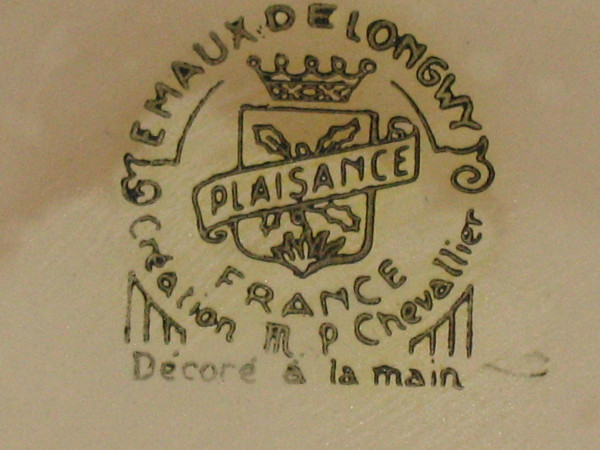 EMAUX.DE LONGWY
PLAISANCE
FRANCE
Création M P Chevallier
Décoré à la main